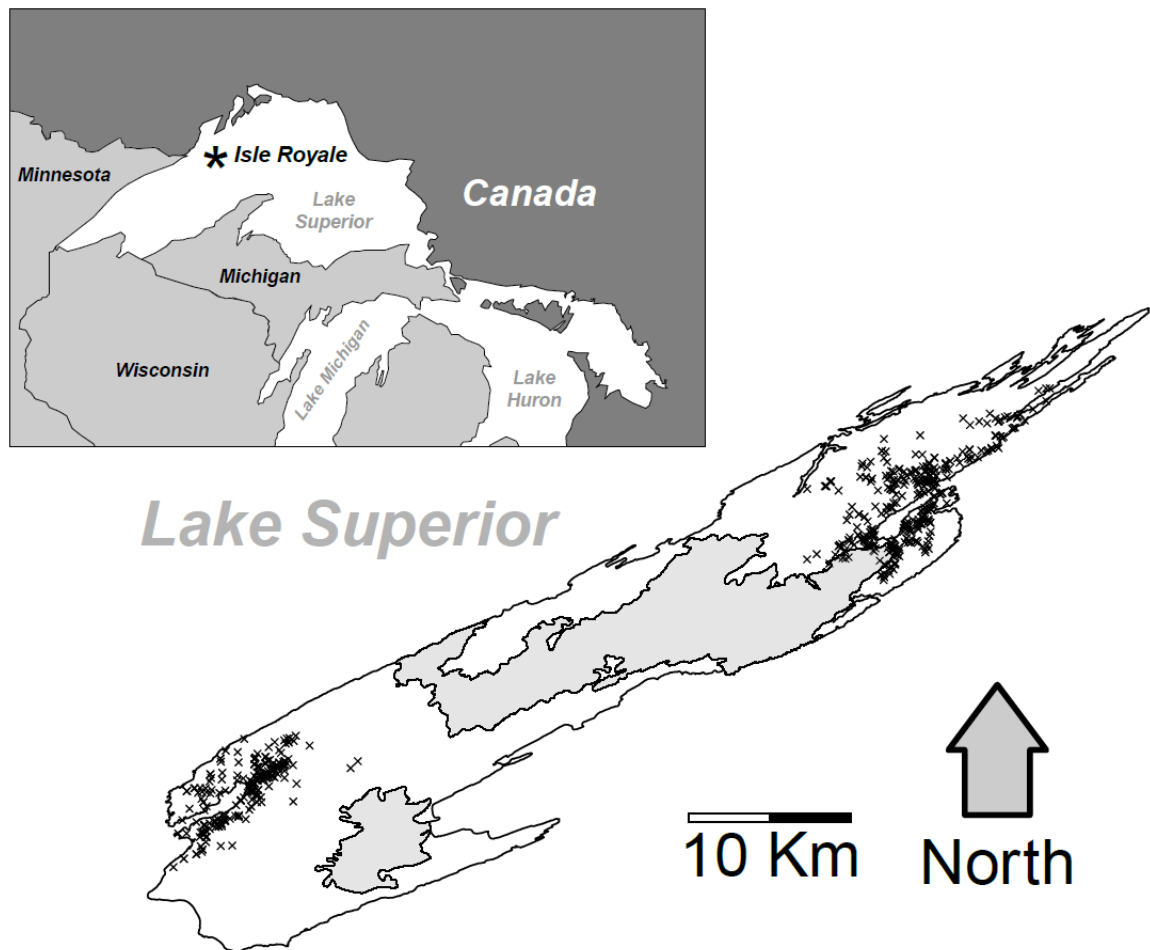 Minnesota
* Isle Royale
Lake
Superior
Canada
Michigan
Wisconsin
Lake Michigan
Lake
Huron
Lake Superior
10 Km
North